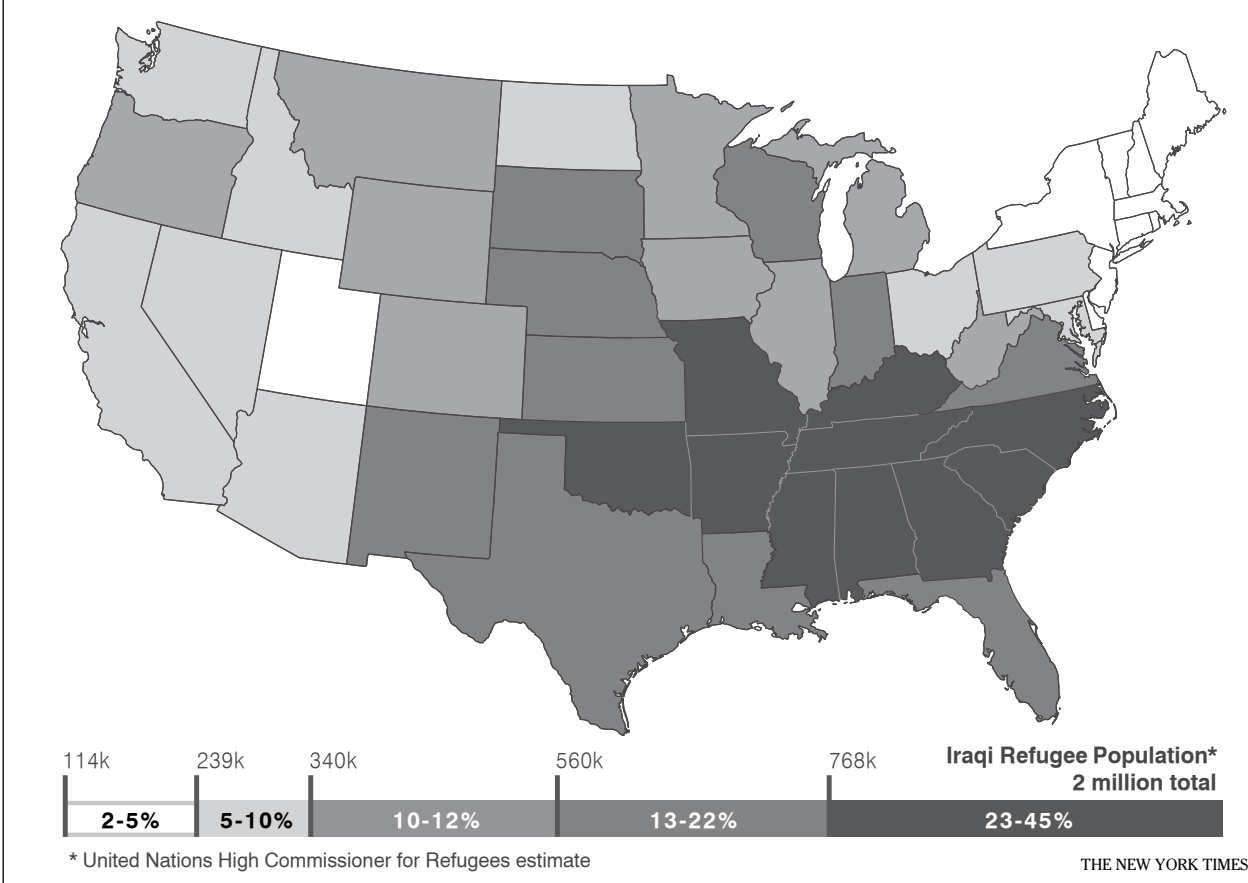 114k 239k 340k 560k 768k Iraqi Refugee Population*
2 million total
2-5% 5-10% 10-12% 13-22% 23-45%
* United Nations High Commissioner for Refugees estimate
THE NEW YORK TIMES